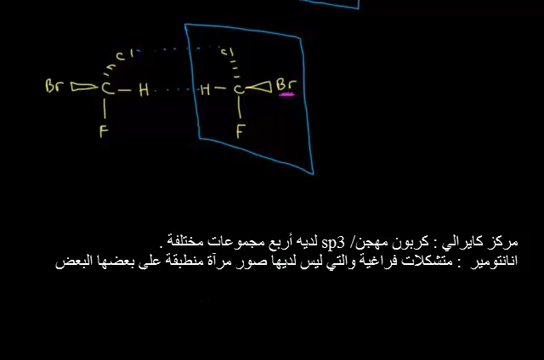 Cl Cl
Br C H H C Br
F F
مركز كايرالي : كربون مهجن/ sp3 لديه أربع مجموعات مختلفة .
انانتومير : متشكلات فراغية والتي ليس لديها صور مرآة منطبقة على بعضها البعض